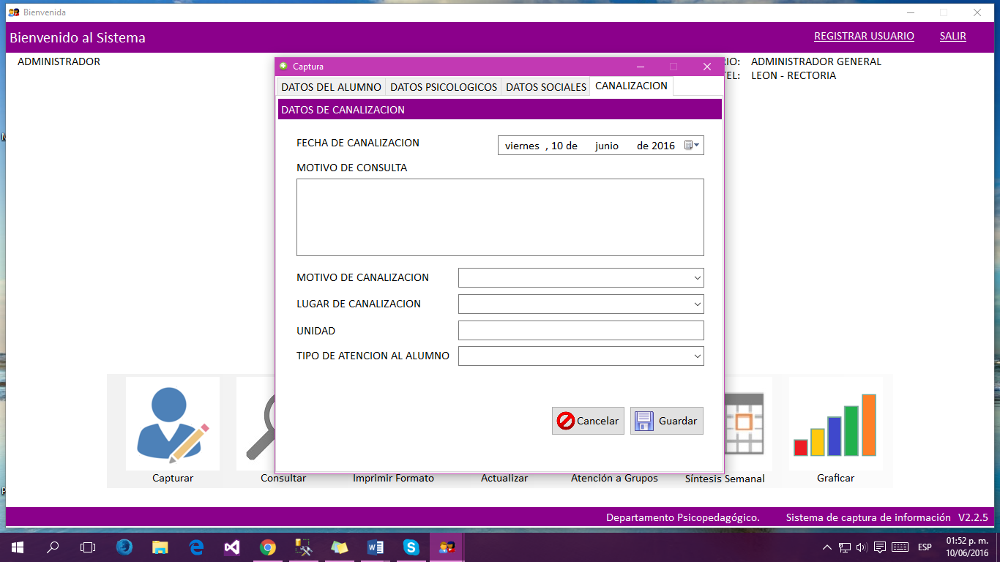 Bienvenida
Bienvenido al Sistema
REGISTRAR USUARIO
SALIR
ADMINISTRADOR
ADMINISTRADOR GENERAL
LEON - RECTORIA
Captura
DATOS DEL ALUMNO
DATOS PSICOLOGICOS
DATOS SOCIALES
CANALIZACION
DATOS DE CANALIZACION
FECHA DE CANALIZACION
viernes , 10 de junio de 2016
MOTIVO DE CONSULTA
MOTIVO DE CANALIZACION
LUGAR DE CANALIZACION
UNIDAD
TIPO DE ATENCION AL ALUMNO
Cancelar
Guardar
Capturar
Consultar
Imprimir Formato
Actualizar
Atención a Grupos
Síntesis Semanal
Graficar
Departamento Psicopedagógico.
Sistema de captura de información V2.2.5
ESP
01:52 p. m.
10/06/2016